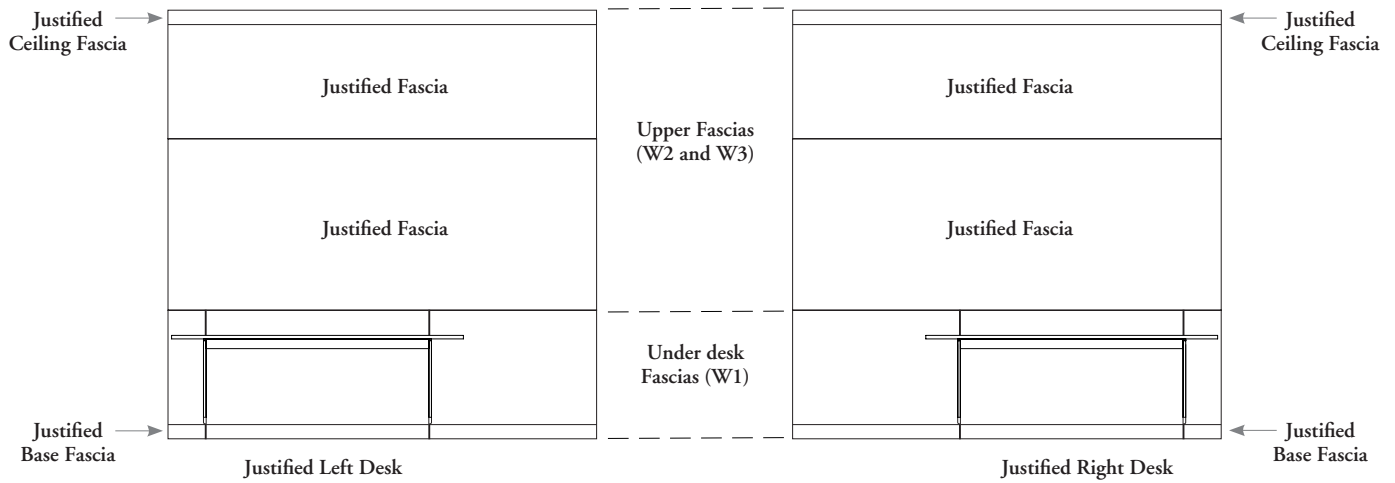 Justified
Ceiling Fascia
Justified Fascia
Justified Fascia
Justified
Base Fascia
Justified Left Desk
Upper Fascias
(W2 and W3)
Under desk
Fascias (W1)
Justified
Ceiling Fascia
Justified Fascia
Justified Fascia
Justified
Base Fascia
Justified Right Desk